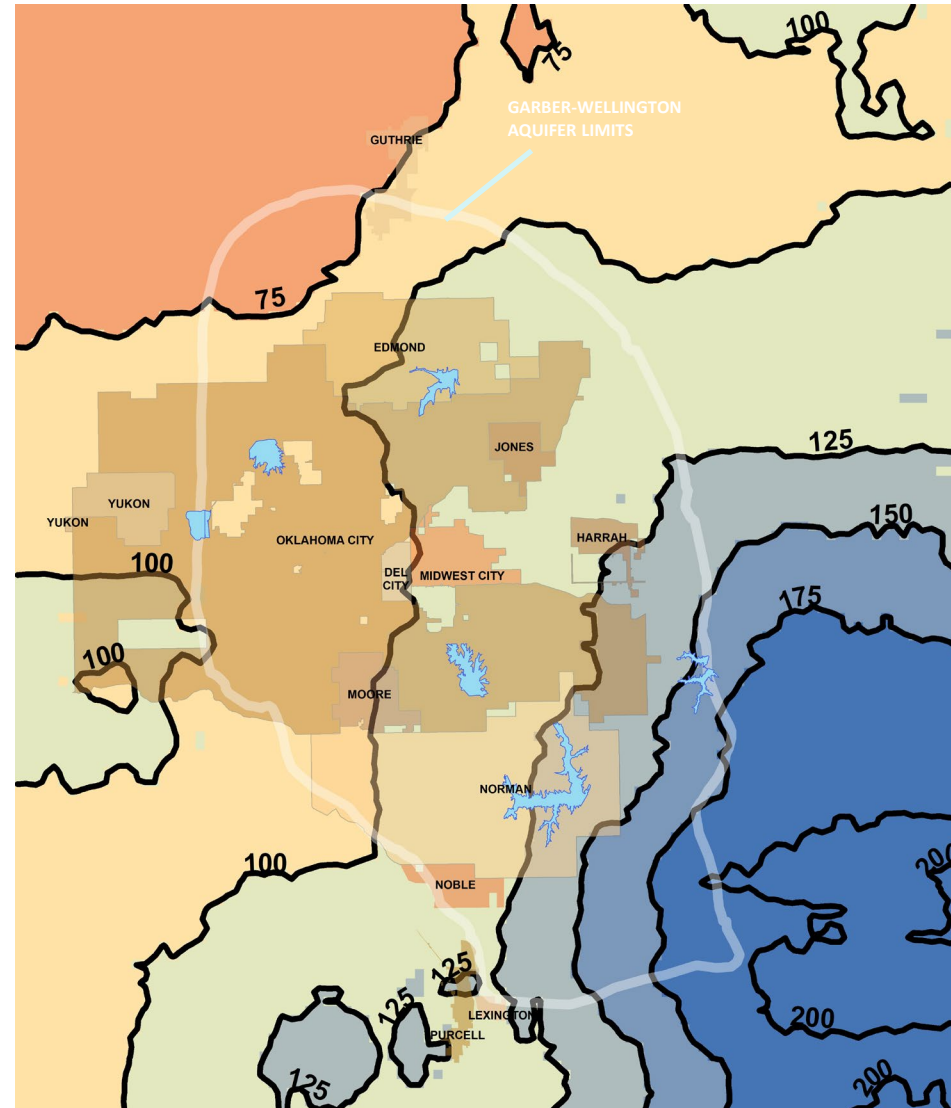 100
75
GARBER-WELLINGTON
AQUIFER LIMITS
GUTHRIE
75
EDMOND
125
JONES
YUKON
150
YUKON
HARRAH
OKLAHOMA CITY
100
DEL
CITY
MIDWEST CITY
175
100
MOORE
NORMAN
100
200
NOBLE
125
125
LEXINGTON
200
PURCELL
125
200